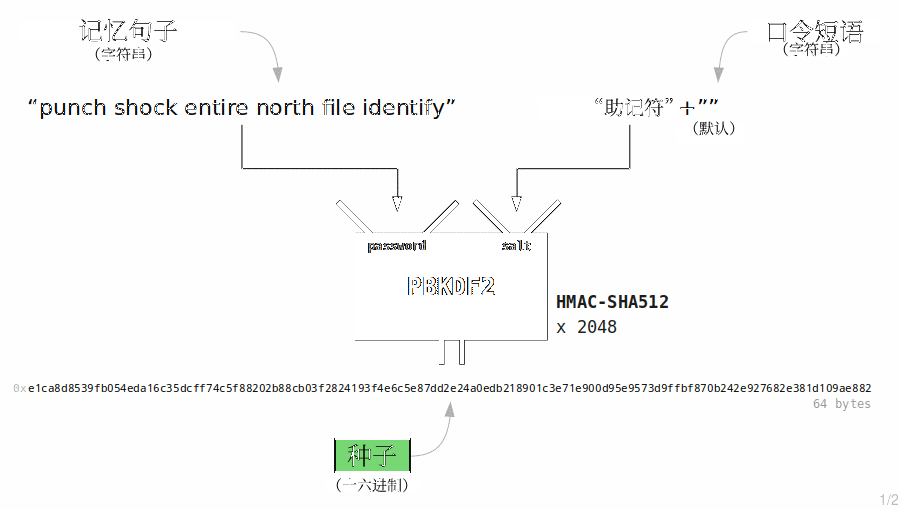 记忆句子
(字符串)
口令短语
(字符串)
“punch shock entire north file identify”
“助记符”+””
(默认)
password
salt
PBKDF2
HMAC-SHA512
x 2048
0xe1ca8d8539fb054eda16c35dcff74c5f88202b88cb03f2824193f4e6c5e87dd2e24a0edb218901c3e71e900d95e9573d9ffbf870b242e927682e381d109ae882
64 bytes
种子
(十六进制)
1/2